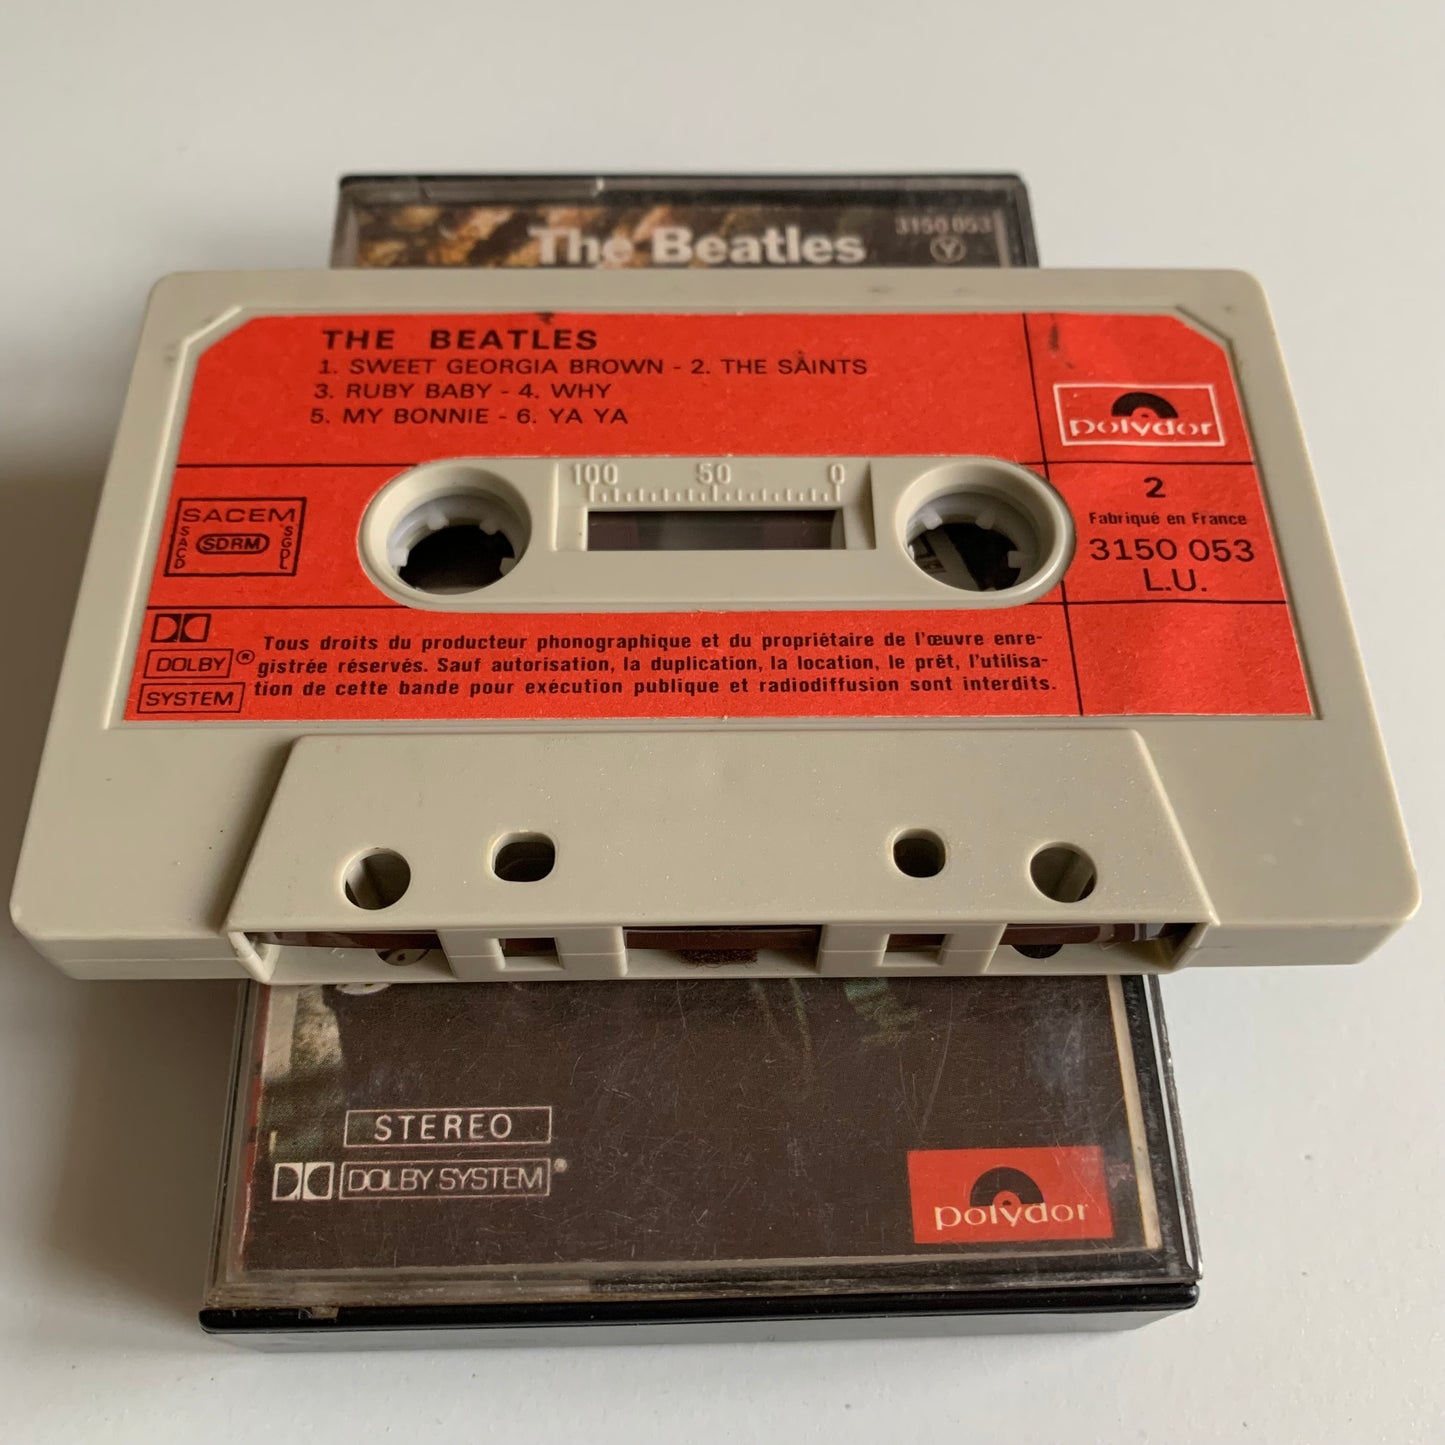 The Beatles
3150 053
Y
THE BEATLES
1. SWEET GEORGIA BROWN - 2. THE SAINTS
3. RUBY BABY - 4. WHY
5. MY BONNIE - 6. YA YA
polydor
100 50 0
2
Fabriqué en France
3150 053
L.U.
SACEM
SACD
SDRM
SGDL
DOLBY®
SYSTEM
Tous droits du producteur phonographique et du propriétaire de l'œuvre enre-
gistrée réservés. Sauf autorisation, la duplication, la location, le prêt, l'utilisa-
tion de cette bande pour exécution publique et radiodiffusion sont interdits.
STEREO
DOLBY SYSTEM®
polydor